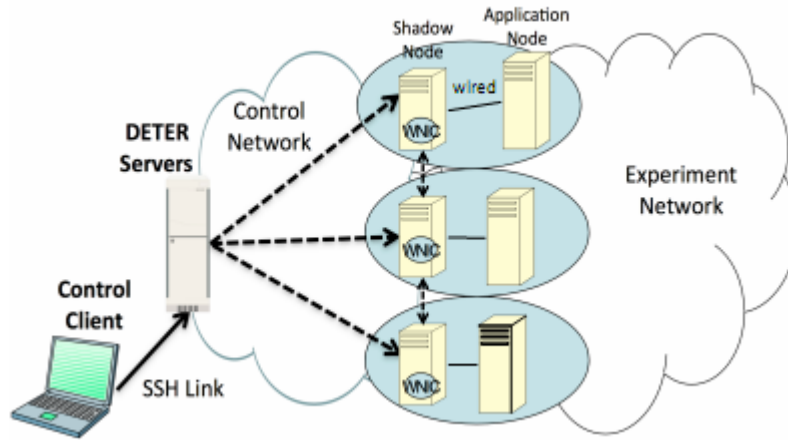 Shadow
Node
Application
Node
wired
WNIC
Control
Network
DETER
Servers
Experiment
Network
WNIC
Control
Client
SSH Link
WNIC